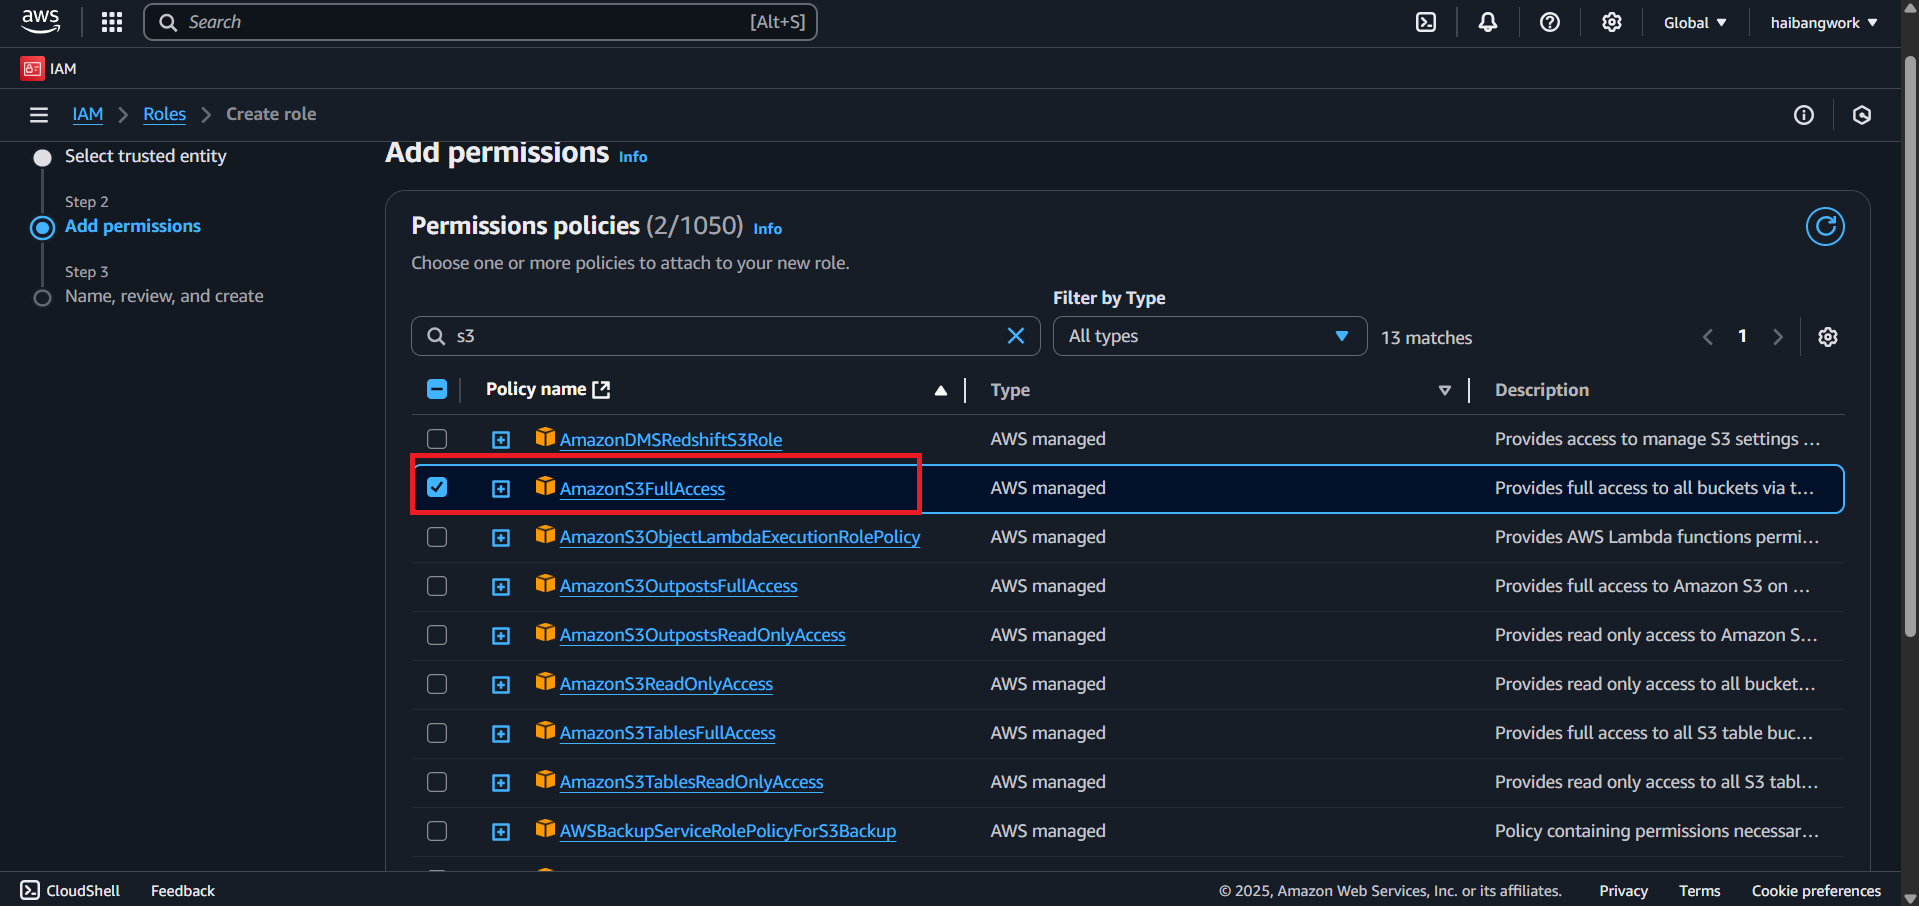 aws
Search
[Alt+S]
Global
haibangwork
IAM
IAM
Roles
Create role
Select trusted entity
Step 2
Add permissions
Step 3
Name, review, and create
Add permissions Info
Permissions policies (2/1050) Info
Choose one or more policies to attach to your new role.
Filter by Type
s3
All types
13 matches
1
Policy name
Type
Description
AmazonDMSRedshiftS3Role AWS managed Provides access to manage S3 settings ...
AmazonS3FullAccess AWS managed Provides full access to all buckets via t...
AmazonS3ObjectLambdaExecutionRolePolicy AWS managed Provides AWS Lambda functions permi...
AmazonS3OutpostsFullAccess AWS managed Provides full access to Amazon S3 on ...
AmazonS3OutpostsReadOnlyAccess AWS managed Provides read only access to Amazon S...
AmazonS3ReadOnlyAccess AWS managed Provides read only access to all bucket...
AmazonS3TablesFullAccess AWS managed Provides full access to all S3 table buc...
AmazonS3TablesReadOnlyAccess AWS managed Provides read only access to all S3 tabl...
AWSBackupServiceRolePolicyForS3Backup AWS managed Policy containing permissions necessar...
CloudShell
Feedback
© 2025, Amazon Web Services, Inc. or its affiliates.
Privacy
Terms
Cookie preferences